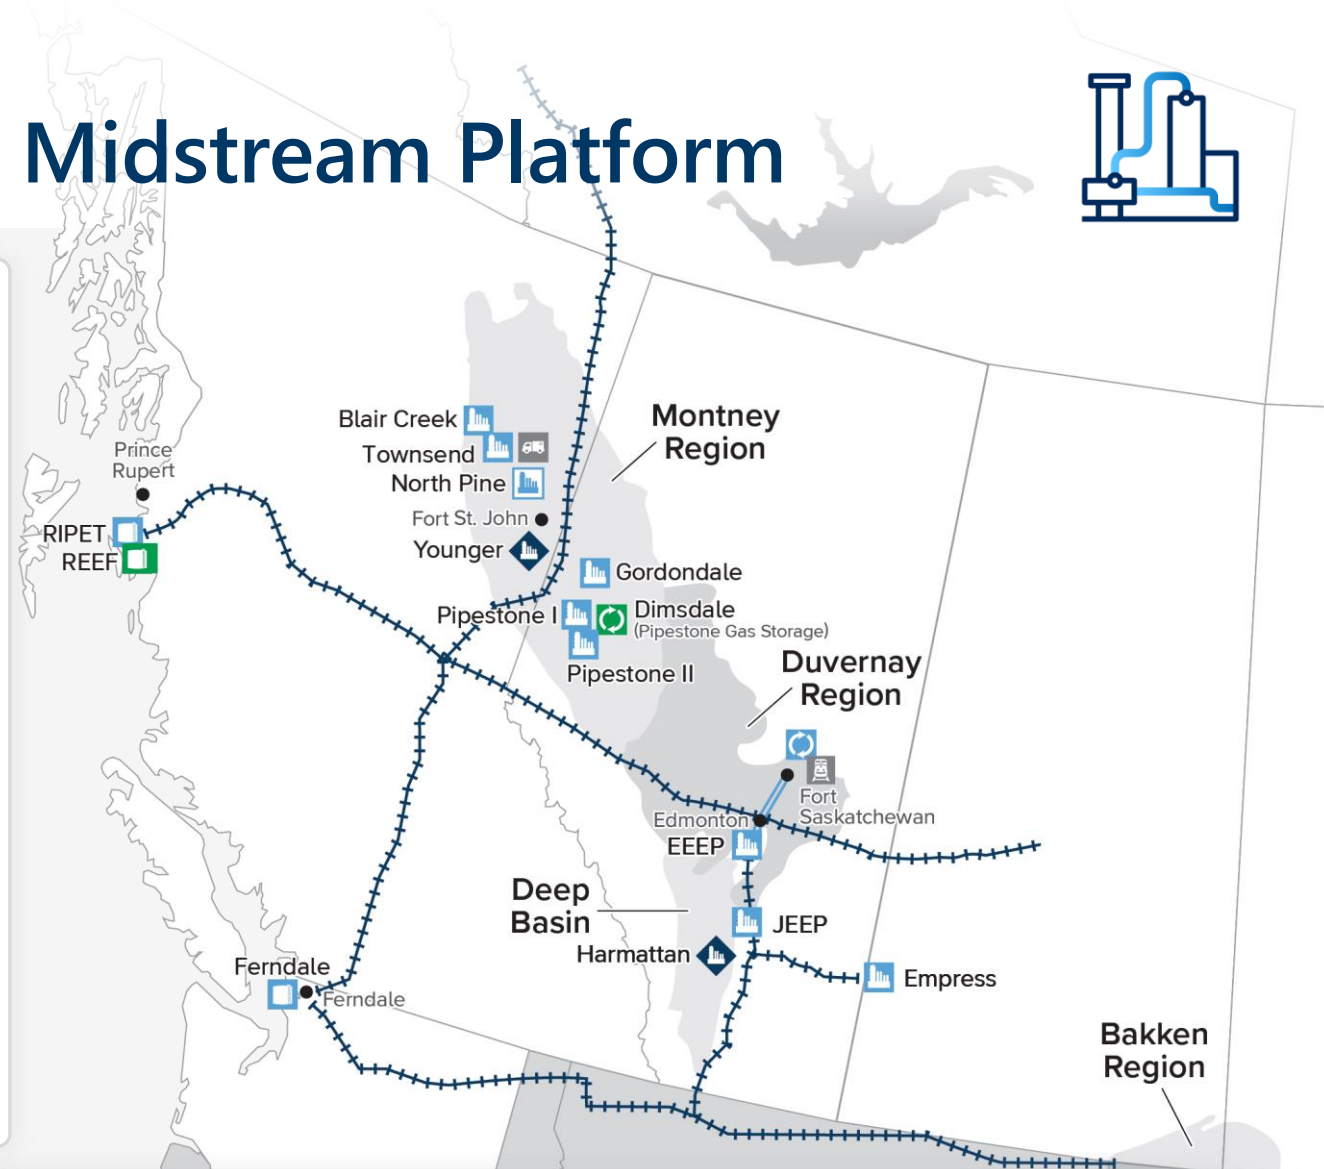 Midstream Platform
Blair Creek
Montney
Region
Townsend
Prince
Rupert
North Pine
Fort St. John
RIPET
Younger
REEF
Gordondale
Pipestone I
Dimsdale
(Pipestone Gas Storage)
Pipestone II
Duvernay
Region
Fort
Saskatchewan
Edmonton
EEEP
Deep
Basin
JEEP
Harmattan
Ferndale
Empress
Ferndale
Bakken
Region